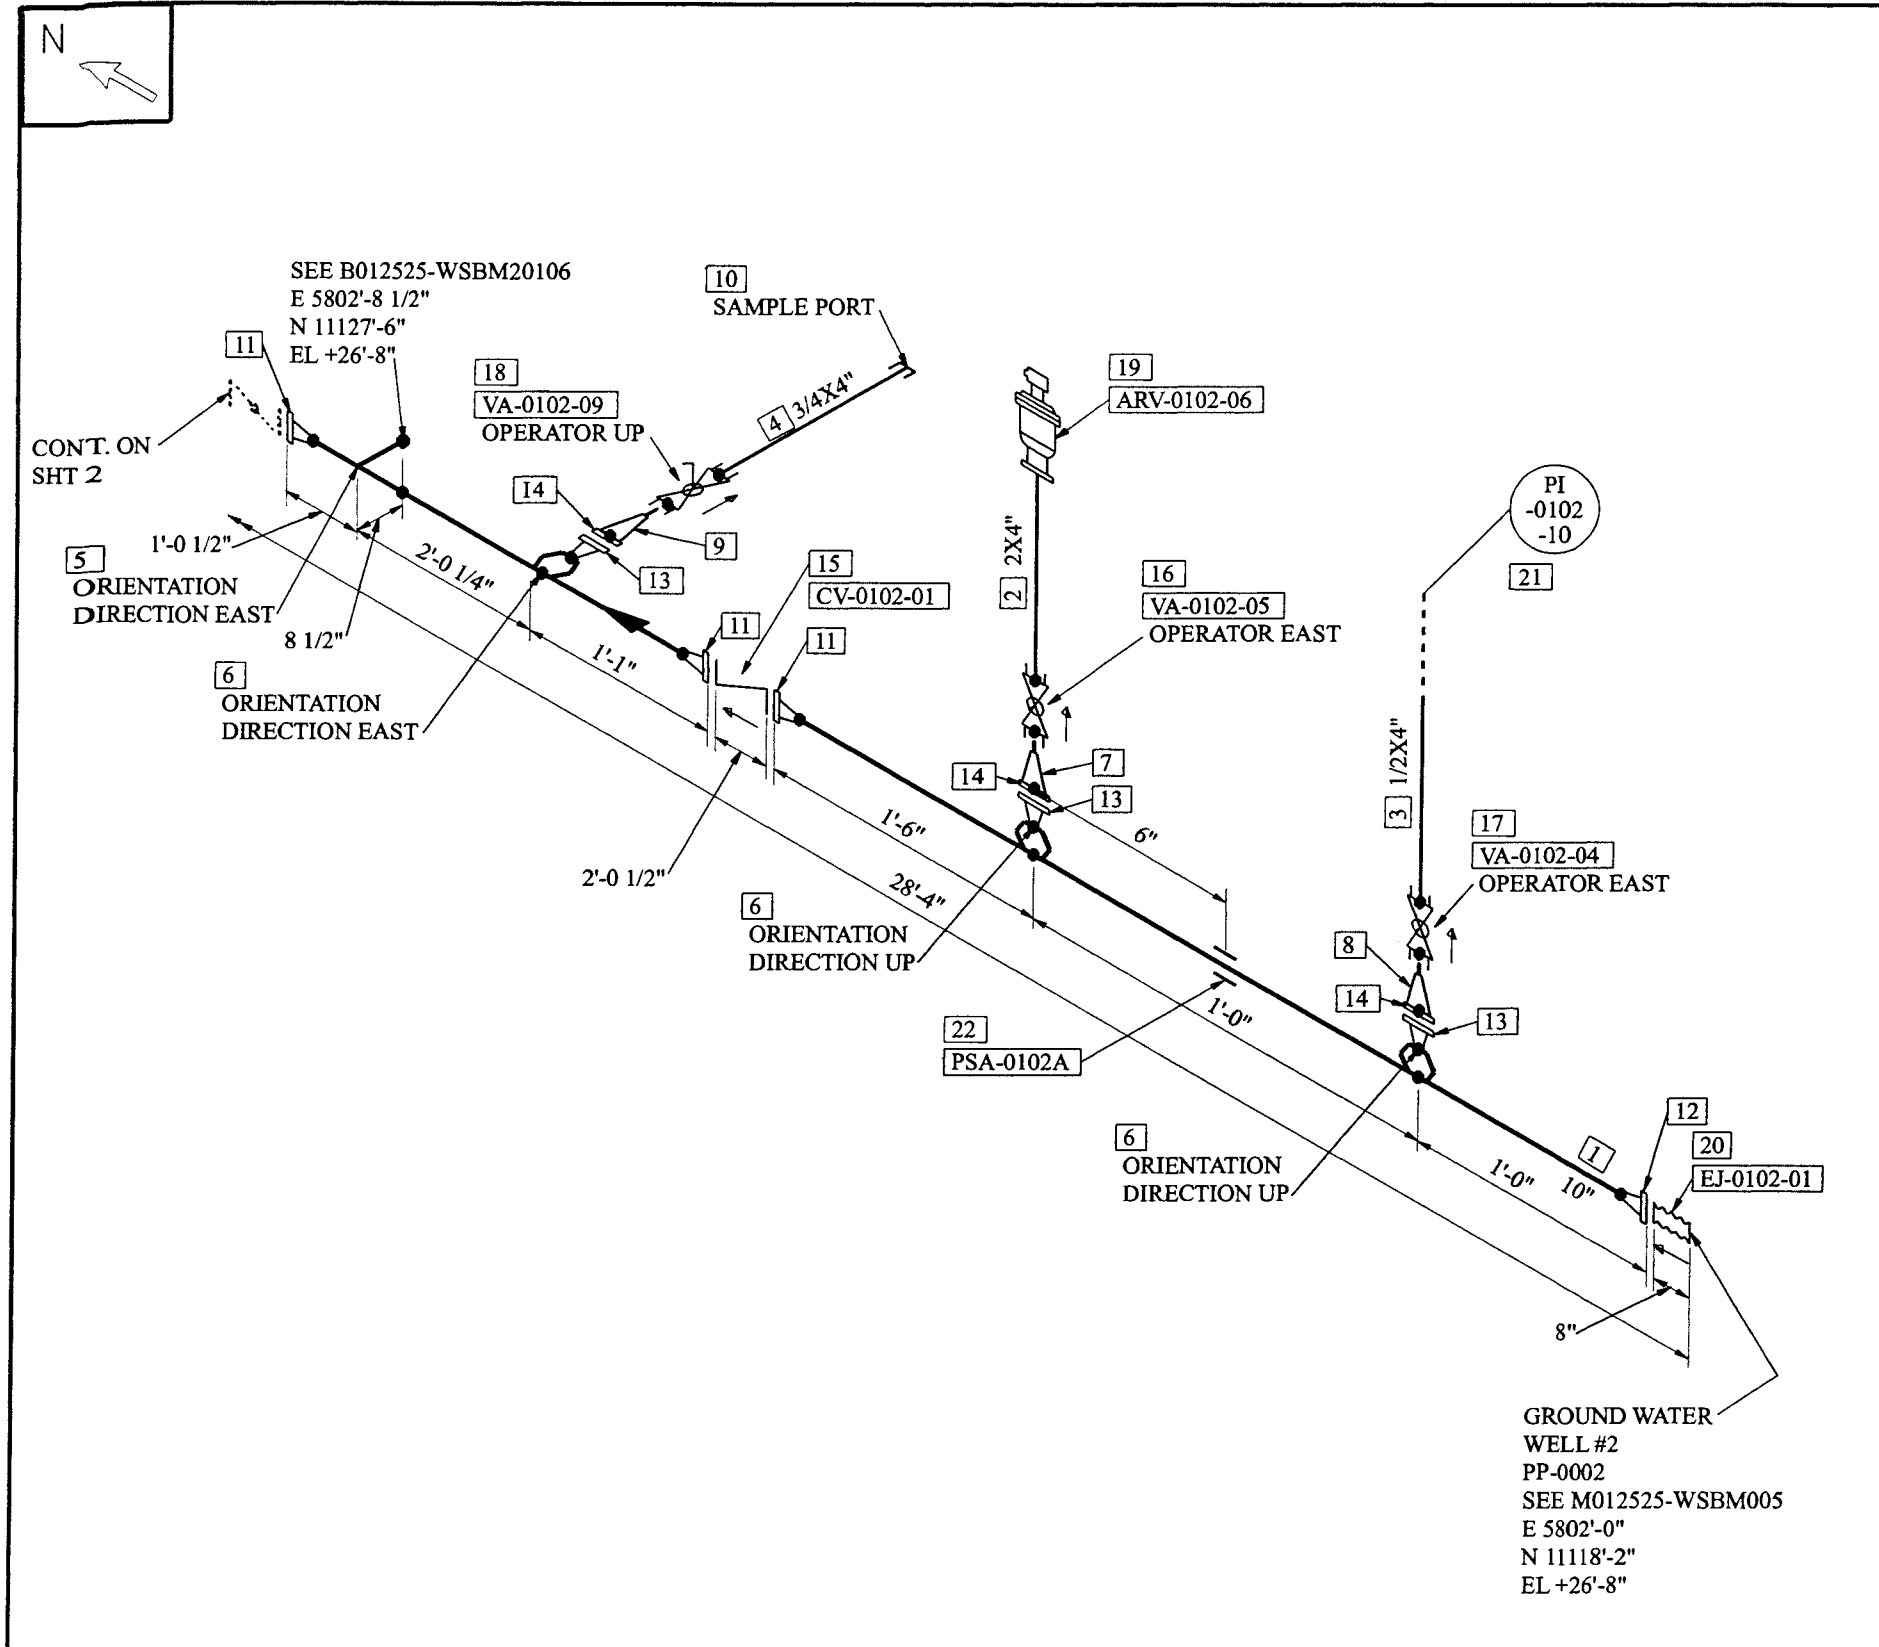 N
SEE B012525-WSBM20106
E 5802'-8 1/2"
N 11127'-6"
EL +26'-8"
10
SAMPLE PORT
11
18
VA-0102-09
OPERATOR UP
4 3/4X4"
19
ARV-0102-06
CONT. ON
SHT 2
14
9
13
PI
-0102
-10
21
1'-0 1/2"
5
ORIENTATION
DIRECTION EAST
8 1/2"
2'-0 1/4"
15
CV-0102-01
11
11
2 2X4"
16
VA-0102-05
OPERATOR EAST
6
ORIENTATION
DIRECTION EAST
1'-1"
14
7
13
3 1/2X4"
17
VA-0102-04
OPERATOR EAST
2'-0 1/2"
1'-6"
28'-4"
6"
6
ORIENTATION
DIRECTION UP
8
14
13
22
PSA-0102A
1'-0"
6
ORIENTATION
DIRECTION UP
1
10"
1'-0"
12
20
EJ-0102-01
8"
GROUND WATER
WELL #2
PP-0002
SEE M012525-WSBM005
E 5802'-0"
N 11118'-2"
EL +26'-8"